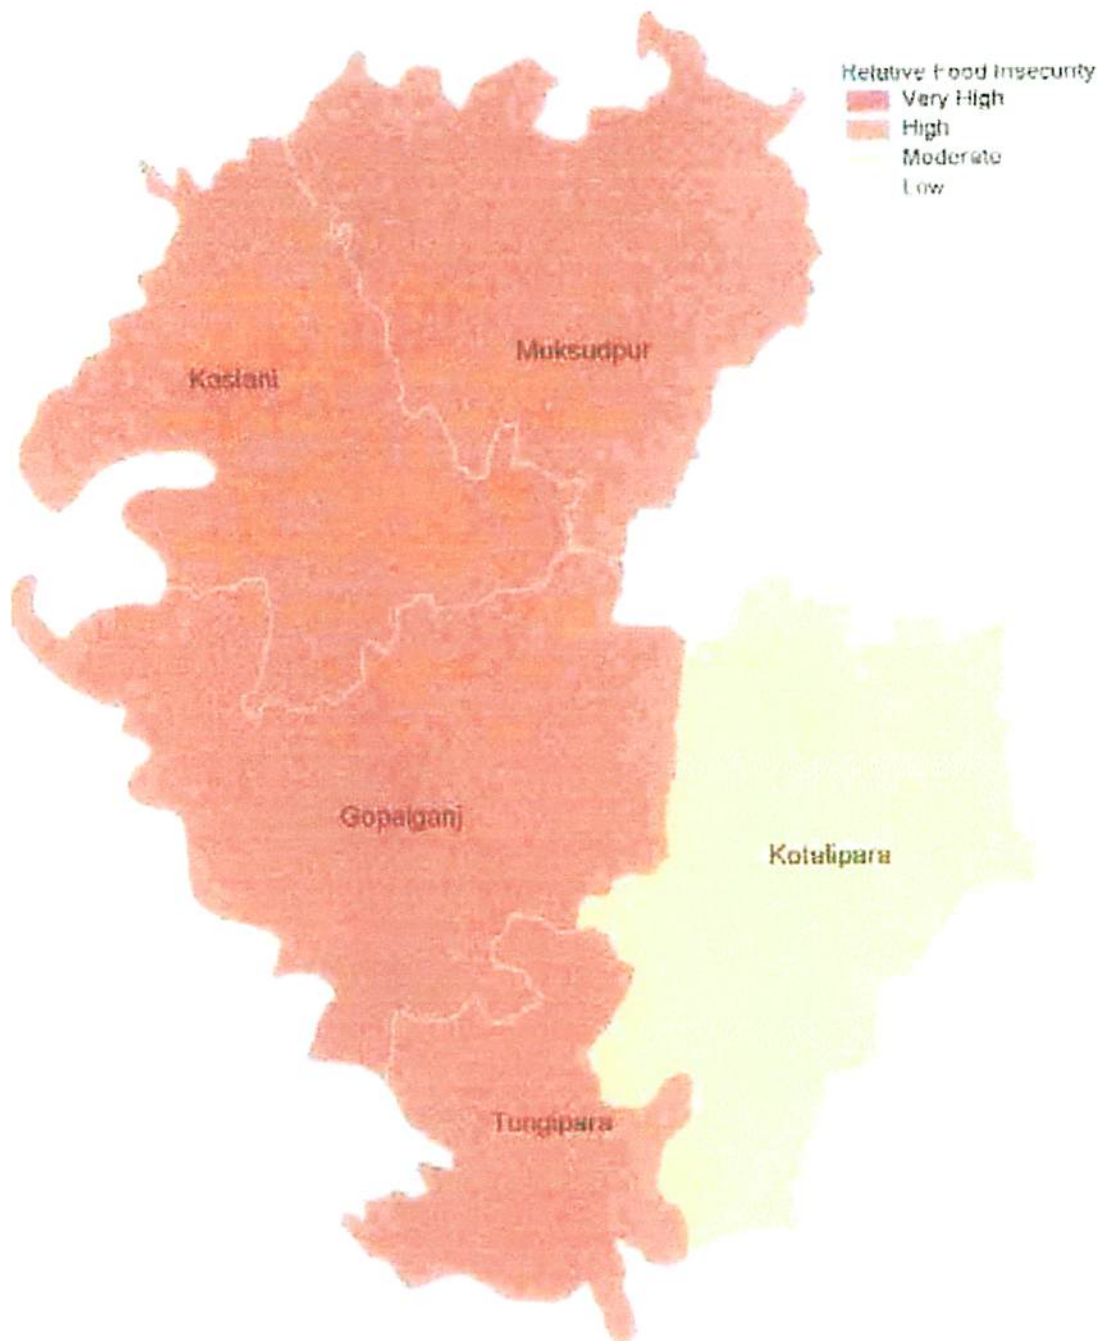 Relative Food Insecurity
Very High
High
Moderate
Low
Muksudpur
Kasiani
Gopalganj
Kotalipara
Tungipara